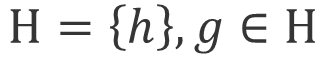 H = {h}, g ∈ H